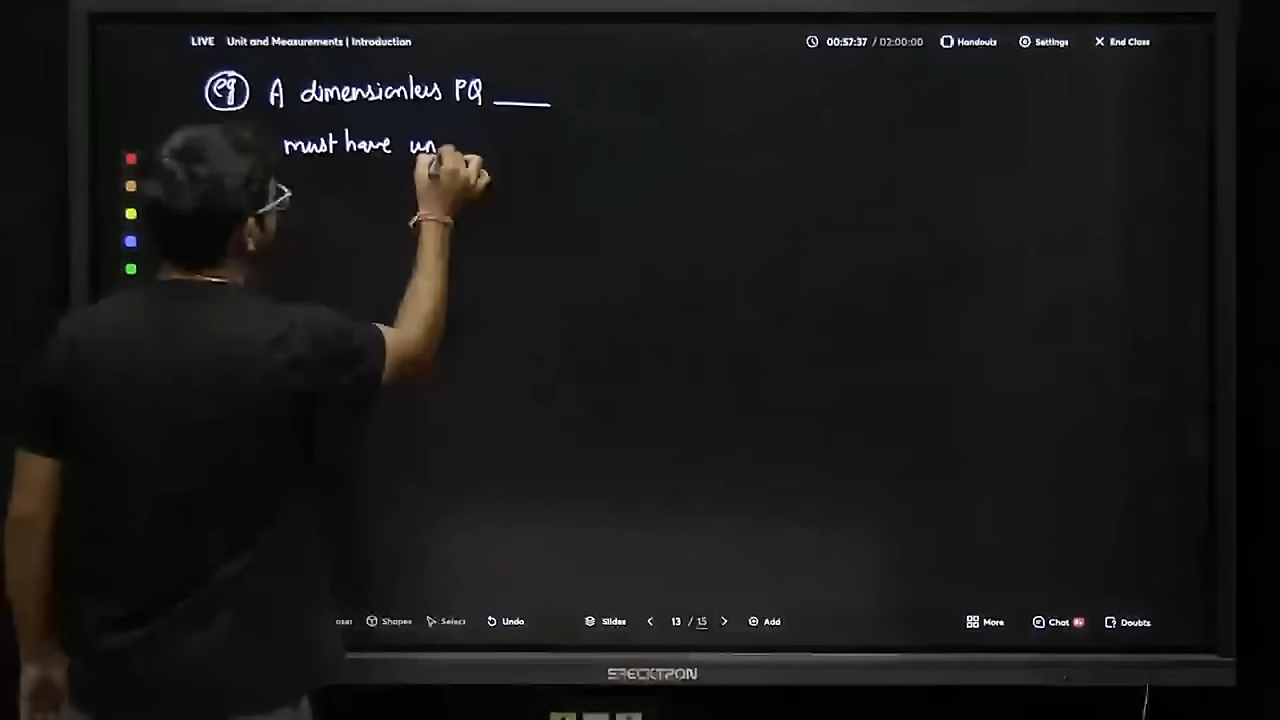 LIVE Unit and Measurements | Introduction 00:57:37 / 02:00:00 Handouts Settings End Class
eg A dimensionless PQ ____
must have un
Shapes Select Undo Slides < 13 / 15 > Add More Chat Doubts
SPECKTRON